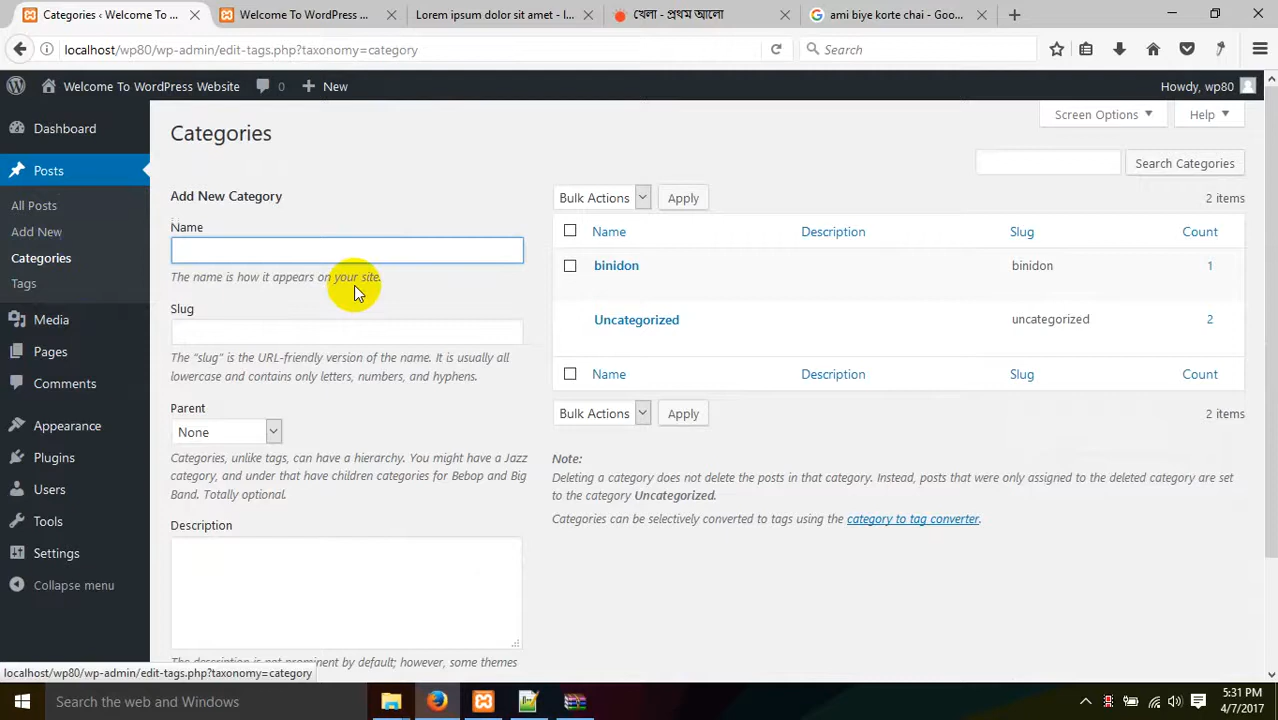 Categories ‹ Welcome To W
Welcome To WordPress
Lorem ipsum dolor sit amet - l...
খেলা - প্রথম আলো
ami biye korte chai - Goo...
localhost/wp80/wp-admin/edit-tags.php?taxonomy=category
Search
Welcome To WordPress Website
0
New
Howdy, wp80
Dashboard
Posts
All Posts
Add New
Categories
Tags
Media
Pages
Comments
Appearance
Plugins
Users
Tools
Settings
Collapse menu
Screen Options
Help
Categories
Search Categories
Add New Category
Name
The name is how it appears on your site.
Slug
The "slug" is the URL-friendly version of the name. It is usually all
lowercase and contains only letters, numbers, and hyphens.
Parent
None
Categories, unlike tags, can have a hierarchy. You might have a Jazz
category, and under that have children categories for Bebop and Big
Band. Totally optional.
Description
The description is not prominent by default; however, some themes
Bulk Actions
Apply
2 items
Name Description Slug Count
binidon binidon 1
Uncategorized uncategorized 2
Name Description Slug Count
Bulk Actions
Apply
2 items
Note:
Deleting a category does not delete the posts in that category. Instead, posts that were only assigned to the deleted category are set
to the category Uncategorized.
Categories can be selectively converted to tags using the category to tag converter.
localhost/wp80/wp-admin/edit-tags.php?taxonomy=category
Search the web and Windows
5:31 PM
4/7/2017